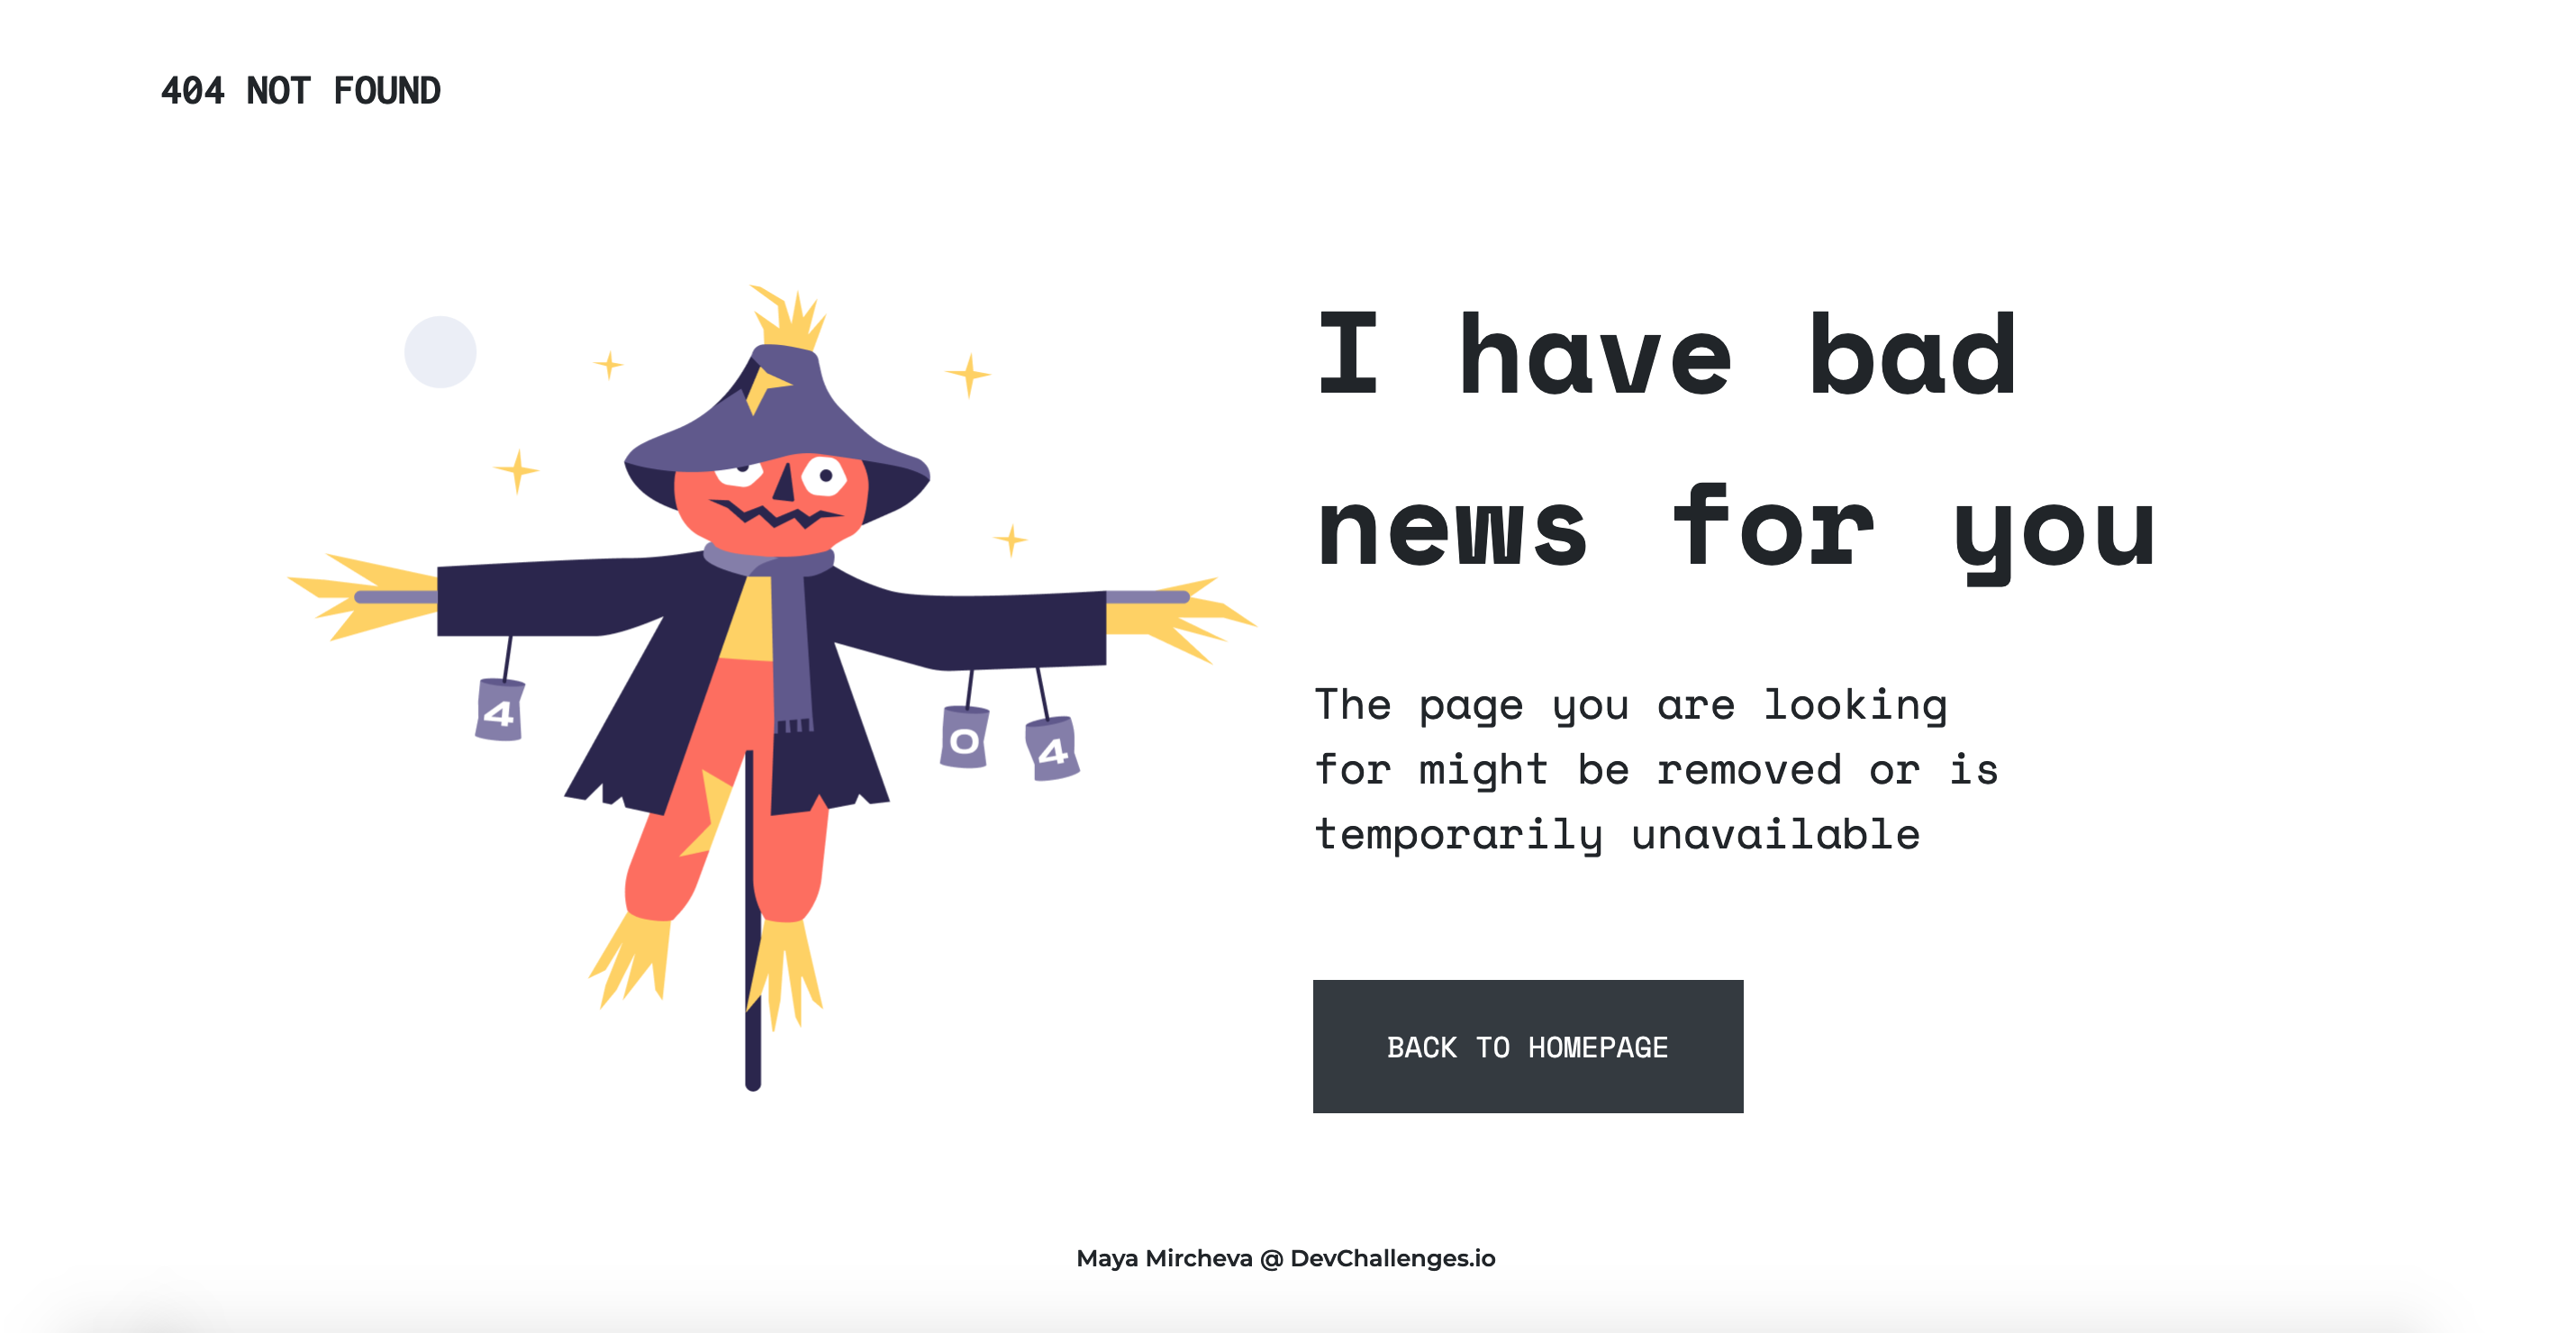 404 NOT FOUND
I have bad
news for you
4
0
4
The page you are looking
for might be removed or is
temporarily unavailable
BACK TO HOMEPAGE
Maya Mircheva @ DevChallenges.io